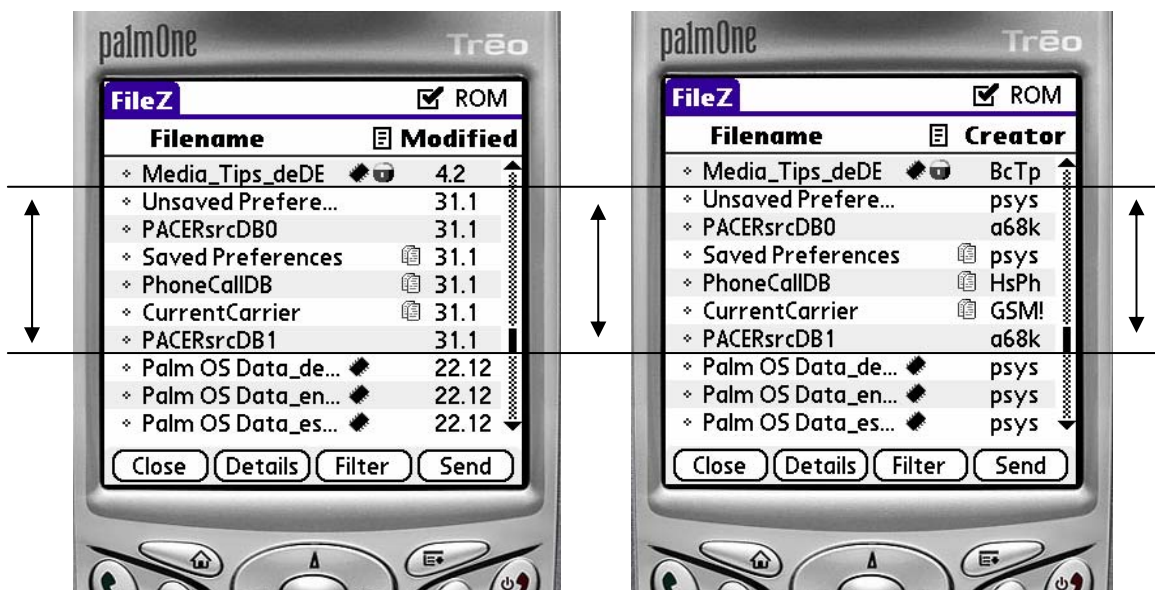 palmOne Trēo
FileZ ROM
Filename Modified
Media_Tips_deDE 4.2
Unsaved Prefere... 31.1
PACERsrcDB0 31.1
Saved Preferences 31.1
PhoneCallDB 31.1
CurrentCarrier 31.1
PACERsrcDB1 31.1
Palm OS Data_de... 22.12
Palm OS Data_en... 22.12
Palm OS Data_es... 22.12
Close Details Filter Send
palmOne Trēo
FileZ ROM
Filename Creator
Media_Tips_deDE BcTp
Unsaved Prefere... psys
PACERsrcDB0 a68k
Saved Preferences psys
PhoneCallDB HsPh
CurrentCarrier GSM!
PACERsrcDB1 a68k
Palm OS Data_de... psys
Palm OS Data_en... psys
Palm OS Data_es... psys
Close Details Filter Send